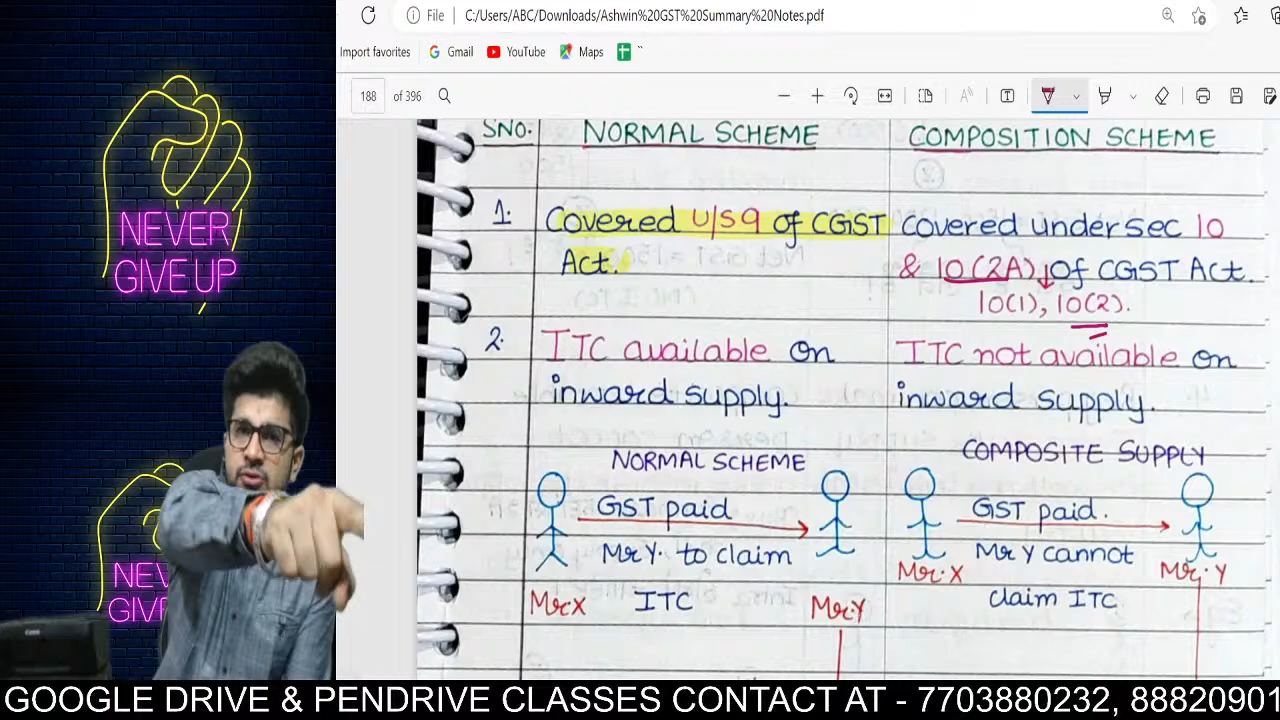 File C:/Users/ABC/Downloads/Ashwin%20GST%20Summary%20Notes.pdf
Import favorites Gmail YouTube Maps
188 of 396
SNO. NORMAL SCHEME COMPOSITION SCHEME
1. Covered U/S 9 of CGST Act.
Covered under sec 10
& 10(2A), Of CGST Act.
10(1), 10(2).
2. ITC available on
inward supply.
ITC not available on
inward supply.
NORMAL SCHEME
GST paid
Mr Y. to claim
ITC
Mr X
Mr Y
COMPOSITE SUPPLY
GST paid.
Mr Y cannot
claim ITC
Mr. X
Mr. Y
NEVER
GIVE UP
NEV
GIVE
GOOGLE DRIVE & PENDRIVE CLASSES CONTACT AT - 7703880232, 88820901